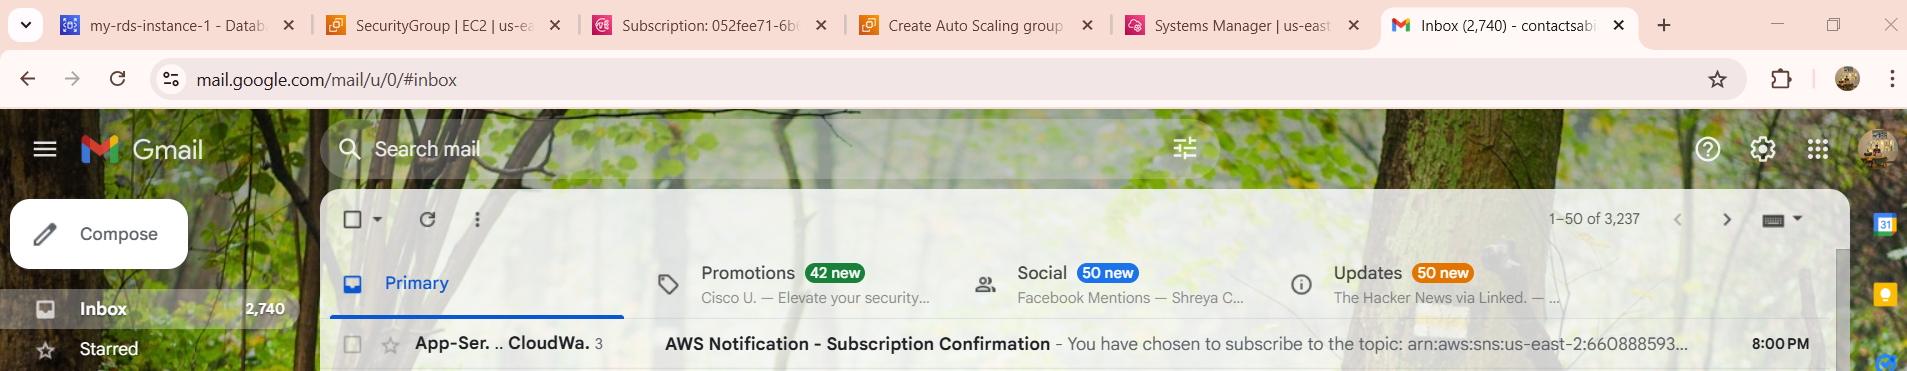 my-rds-instance-1 - Datab
SecurityGroup | EC2 | us-ea
Subscription: 052fee71-6b6
Create Auto Scaling group
Systems Manager | us-east
Inbox (2,740) - contactsabi
mail.google.com/mail/u/0/#inbox
Gmail
Search mail
Compose
1–50 of 3,237
31
Primary
Promotions 42 new
Cisco U. — Elevate your security...
Social 50 new
Facebook Mentions — Shreya C...
Updates 50 new
The Hacker News via Linked. — ...
Inbox 2,740
App-Ser. .. CloudWa. 3 AWS Notification - Subscription Confirmation - You have chosen to subscribe to the topic: arn:aws:sns:us-east-2:660888593... 8:00 PM
Starred